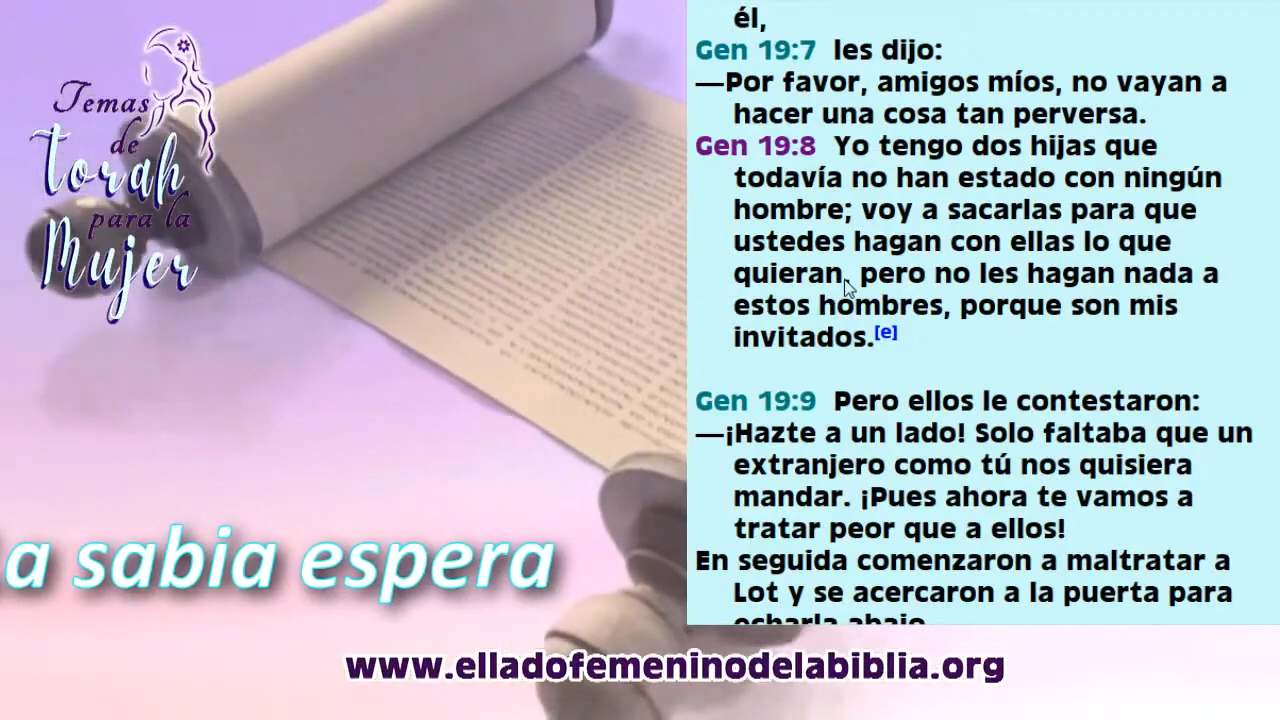 Temas
de
torah
para la
Mujer
él,
Gen 19:7 les dijo:
—Por favor, amigos míos, no vayan a
hacer una cosa tan perversa.
Gen 19:8 Yo tengo dos hijas que
todavía no han estado con ningún
hombre; voy a sacarlas para que
ustedes hagan con ellas lo que
quieran, pero no les hagan nada a
estos hombres, porque son mis
invitados.[e]
Gen 19:9 Pero ellos le contestaron:
—¡Hazte a un lado! Solo faltaba que un
extranjero como tú nos quisiera
mandar. ¡Pues ahora te vamos a
tratar peor que a ellos!
En seguida comenzaron a maltratar a
Lot y se acercaron a la puerta para
echarla abajo
a sabia espera
www.elladofemeninodelabiblia.org